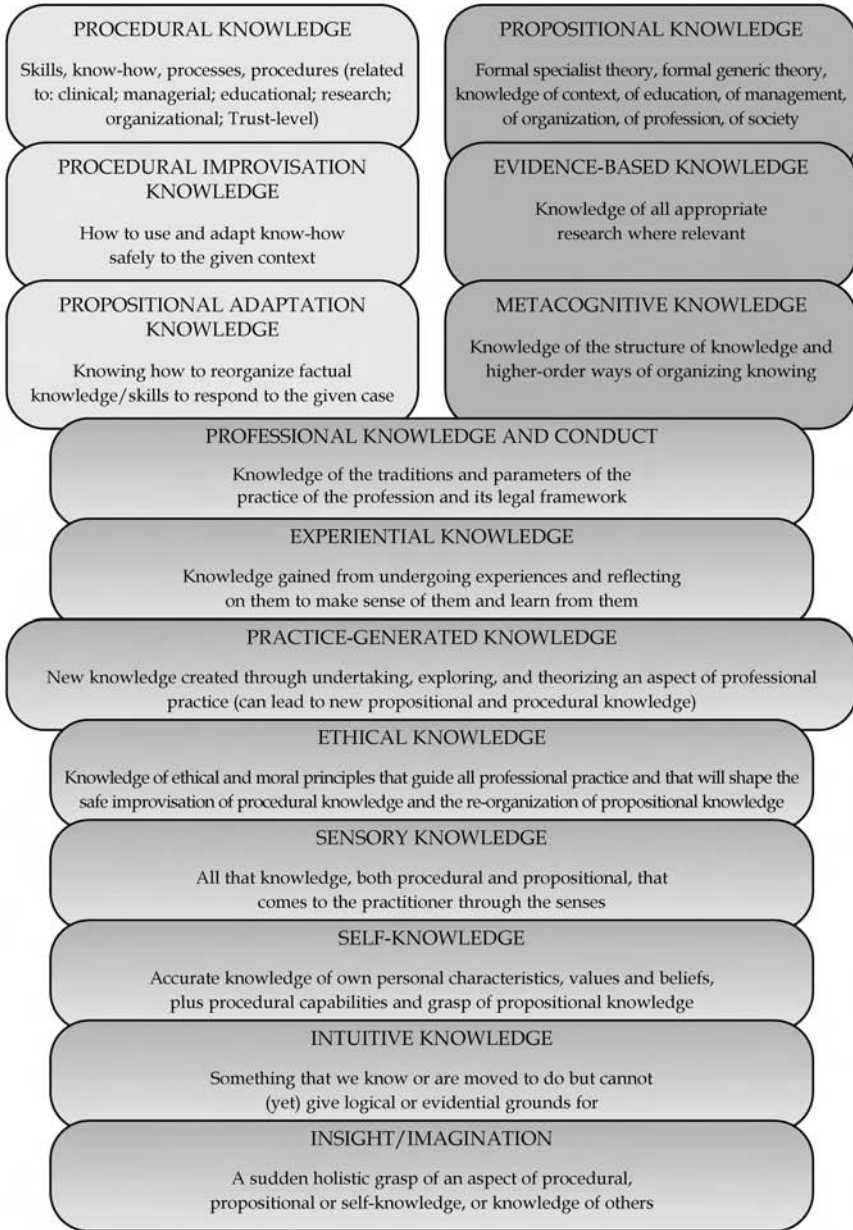 PROCEDURAL KNOWLEDGE
Skills, know-how, processes, procedures (related
to: clinical; managerial; educational; research;
organizational; Trust-level)
PROPOSITIONAL KNOWLEDGE
Formal specialist theory, formal generic theory,
knowledge of context, of education, of management,
of organization, of profession, of society
PROCEDURAL IMPROVISATION
KNOWLEDGE
How to use and adapt know-how
safely to the given context
EVIDENCE-BASED KNOWLEDGE
Knowledge of all appropriate
research where relevant
PROPOSITIONAL ADAPTATION
KNOWLEDGE
Knowing how to reorganize factual
knowledge/skills to respond to the given case
METACOGNITIVE KNOWLEDGE
Knowledge of the structure of knowledge and
higher-order ways of organizing knowing
PROFESSIONAL KNOWLEDGE AND CONDUCT
Knowledge of the traditions and parameters of the
practice of the profession and its legal framework
EXPERIENTIAL KNOWLEDGE
Knowledge gained from undergoing experiences and reflecting
on them to make sense of them and learn from them
PRACTICE-GENERATED KNOWLEDGE
New knowledge created through undertaking, exploring, and theorizing an aspect of professional
practice (can lead to new propositional and procedural knowledge)
ETHICAL KNOWLEDGE
Knowledge of ethical and moral principles that guide all professional practice and that will shape the
safe improvisation of procedural knowledge and the re-organization of propositional knowledge
SENSORY KNOWLEDGE
All that knowledge, both procedural and propositional, that
comes to the practitioner through the senses
SELF-KNOWLEDGE
Accurate knowledge of own personal characteristics, values and beliefs,
plus procedural capabilities and grasp of propositional knowledge
INTUITIVE KNOWLEDGE
Something that we know or are moved to do but cannot
(yet) give logical or evidential grounds for
INSIGHT/IMAGINATION
A sudden holistic grasp of an aspect of procedural,
propositional or self-knowledge, or knowledge of others